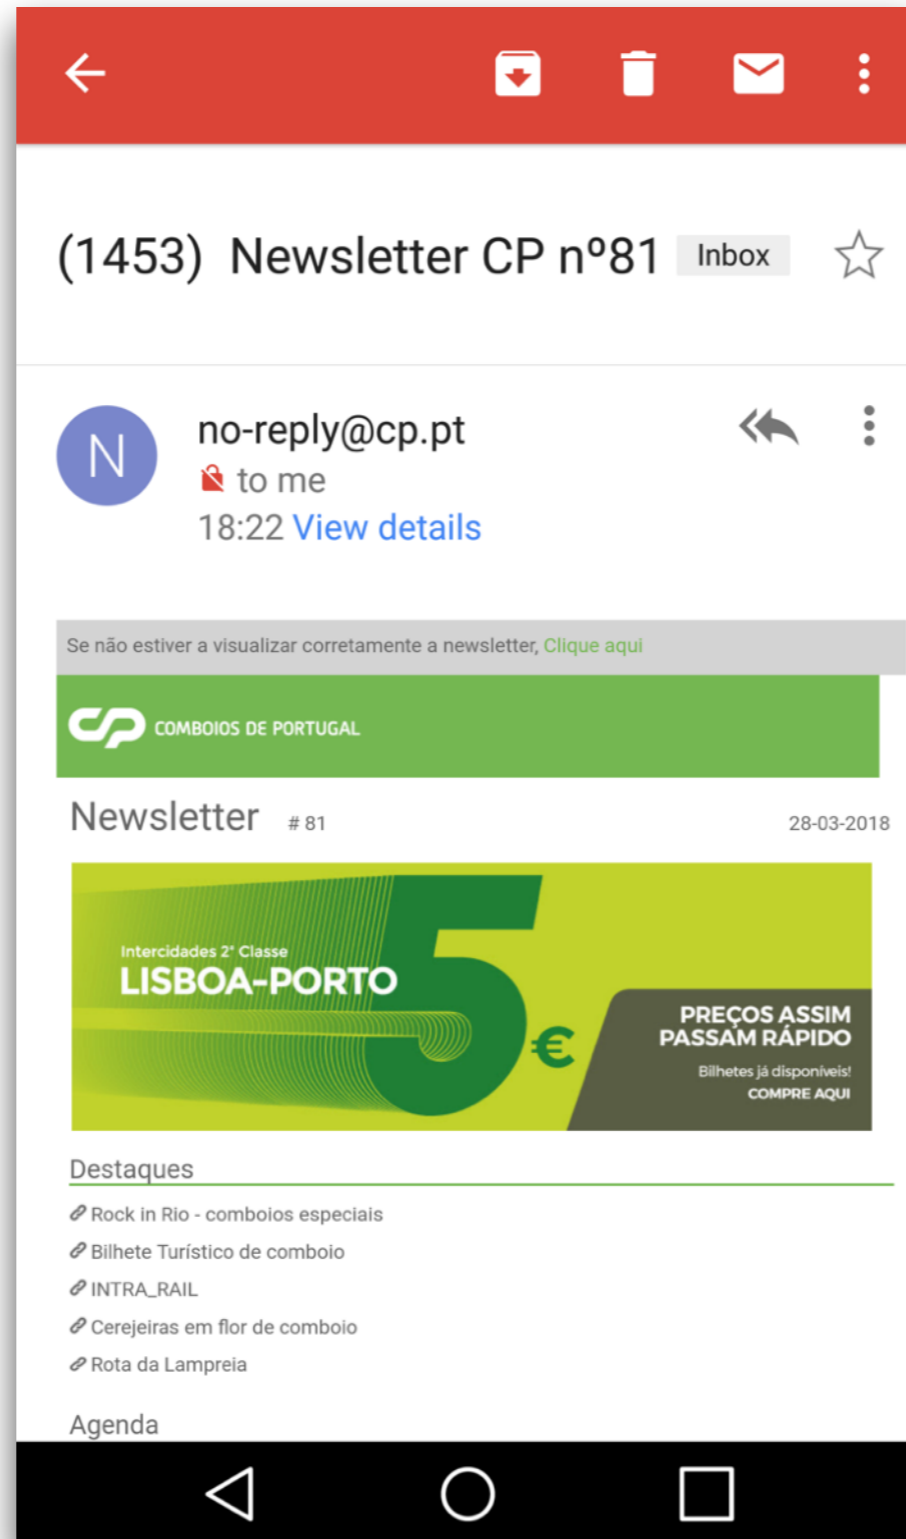 (1453) Newsletter CP nº81 Inbox
N
no-reply@cp.pt
to me
18:22 View details
Se não estiver a visualizar corretamente a newsletter, Clique aqui
CP COMBOIOS DE PORTUGAL
Newsletter # 81 28-03-2018
Intercidades 2ª Classe
LISBOA-PORTO
5€
PREÇOS ASSIM
PASSAM RÁPIDO
Bilhetes já disponíveis!
COMPRE AQUI
Destaques
Rock in Rio - comboios especiais
Bilhete Turístico de comboio
INTRA_RAIL
Cerejeiras em flor de comboio
Rota da Lampreia
Agenda